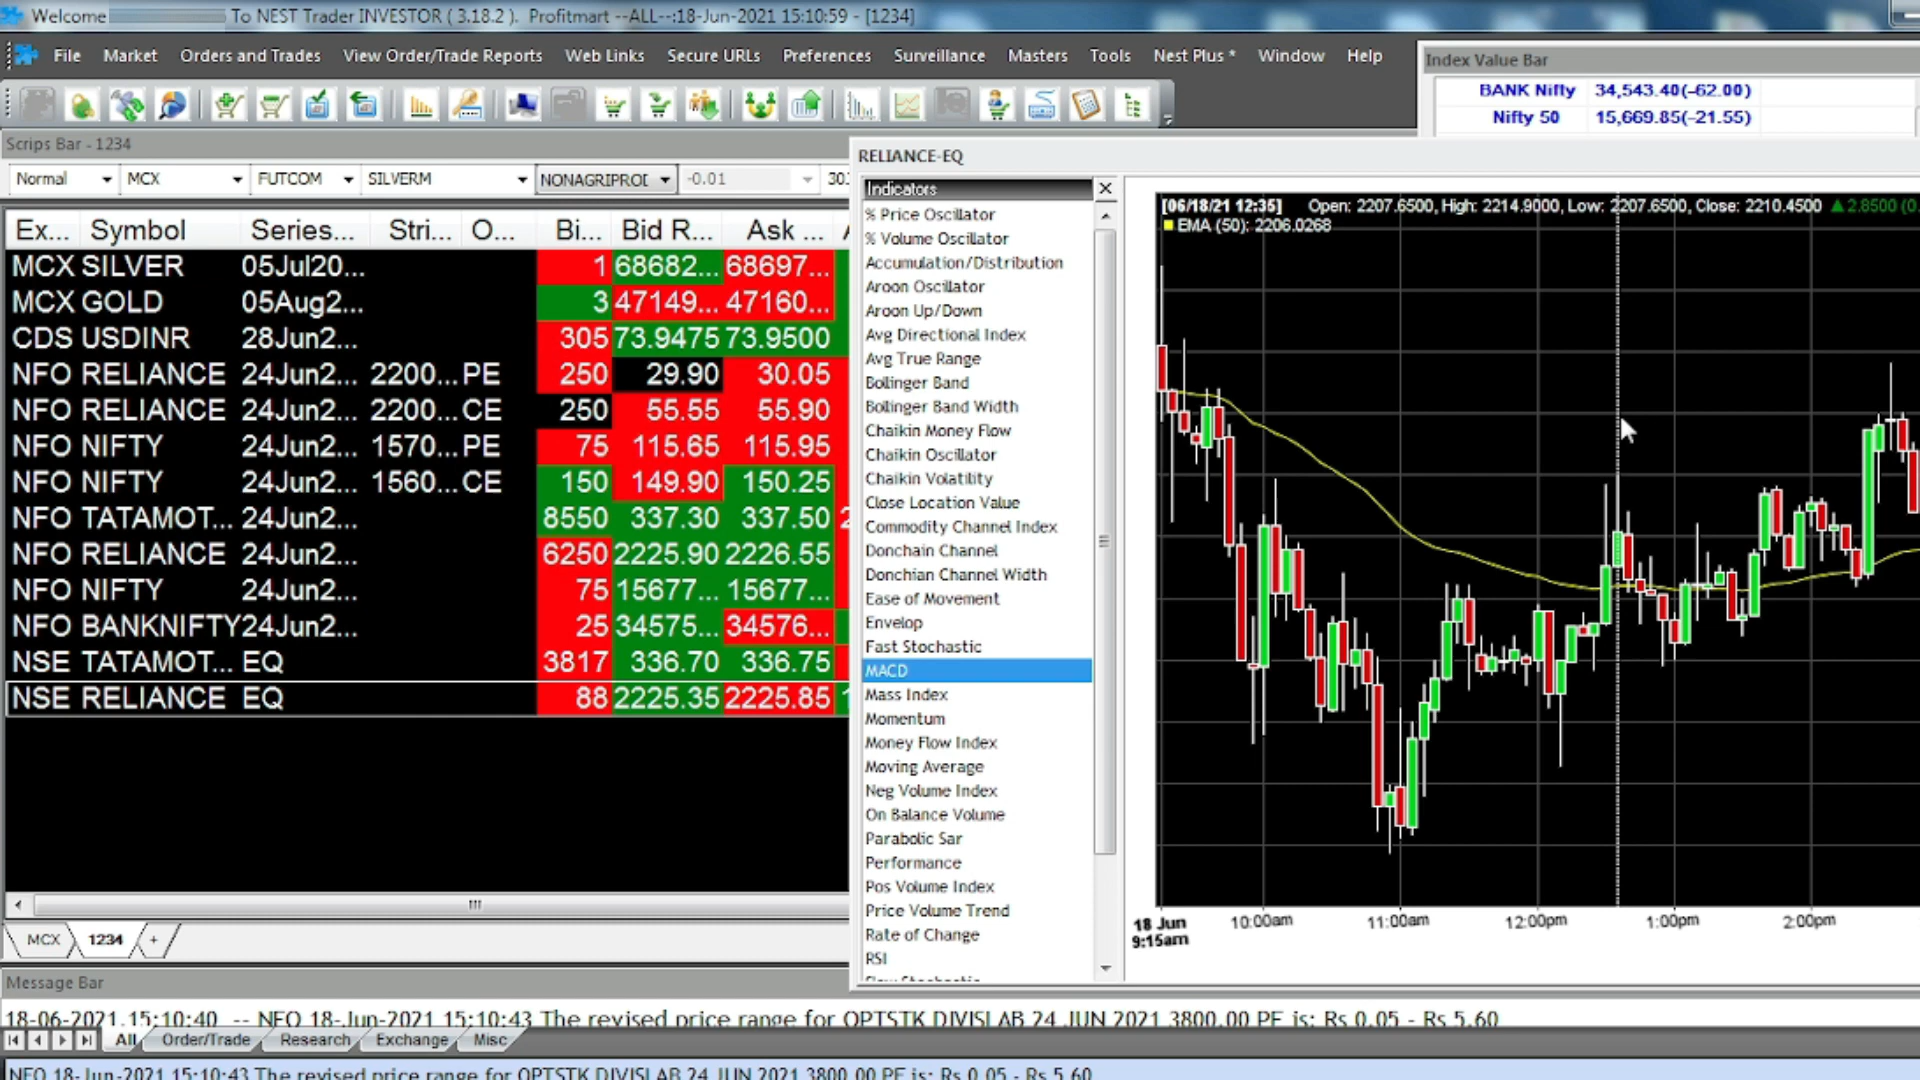 Welcome To NEST Trader INVESTOR ( 3.18.2 ). Profitmart --ALL--:18-Jun-2021 15:10:59 - [1234]
File Market Orders and Trades View Order/Trade Reports Web Links Secure URLs Preferences Surveillance Masters Tools Nest Plus * Window Help
Index Value Bar
BANK Nifty 34,543.40(-62.00)
Nifty 50 15,669.85(-21.55)
Scrips Bar - 1234
Normal MCX FUTCOM SILVERM NONAGRIPROD -0.01
Ex... Symbol Series... Stri... O... Bi... Bid R... Ask ...
MCX SILVER 05Jul20... 1 68682... 68697...
MCX GOLD 05Aug2... 3 47149... 47160...
CDS USDINR 28Jun2... 305 73.9475 73.9500
NFO RELIANCE 24Jun2... 2200... PE 250 29.90 30.05
NFO RELIANCE 24Jun2... 2200... CE 250 55.55 55.90
NFO NIFTY 24Jun2... 1570... PE 75 115.65 115.95
NFO NIFTY 24Jun2... 1560... CE 150 149.90 150.25
NFO TATAMOT... 24Jun2... 8550 337.30 337.50
NFO RELIANCE 24Jun2... 6250 2225.90 2226.55
NFO NIFTY 24Jun2... 75 15677... 15677...
NFO BANKNIFTY 24Jun2... 25 34575... 34576...
NSE TATAMOT... EQ 3817 336.70 336.75
NSE RELIANCE EQ 88 2225.35 2225.85
MCX 1234 +
RELIANCE-EQ
Indicators
% Price Oscillator
% Volume Oscillator
Accumulation/Distribution
Aroon Oscillator
Aroon Up/Down
Avg Directional Index
Avg True Range
Bollinger Band
Bollinger Band Width
Chaikin Money Flow
Chaikin Oscillator
Chaikin Volatility
Close Location Value
Commodity Channel Index
Donchain Channel
Donchian Channel Width
Ease of Movement
Envelop
Fast Stochastic
MACD
Mass Index
Momentum
Money Flow Index
Moving Average
Neg Volume Index
On Balance Volume
Parabolic Sar
Performance
Pos Volume Index
Price Volume Trend
Rate of Change
RSI
[06/18/21 12:35] Open: 2207.6500, High: 2214.9000, Low: 2207.6500, Close: 2210.4500 ▲2.8500
EMA (50): 2206.0268
18 Jun
9:15am 10:00am 11:00am 12:00pm 1:00pm 2:00pm
Message Bar
18-06-2021 15:10:40 -- NFO 18-Jun-2021 15:10:43 The revised price range for OPTSTK DIVISLAB 24 JUN 2021 3800.00 PE is: Rs 0.05 - Rs 5.60
All Order/Trade Research Exchange Misc
NFO 18-Jun-2021 15:10:43 The revised price range for OPTSTK DIVISLAB 24 JUN 2021 3800.00 PE is: Rs 0.05 - Rs 5.60